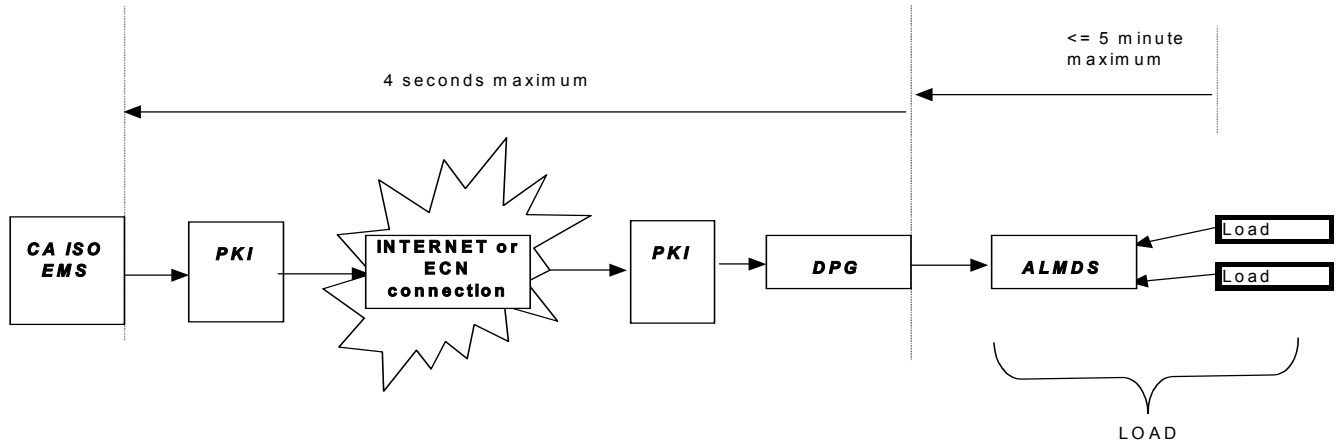 <= 5 minute
maximum
4 seconds maximum
CA ISO
EMS
PKI
INTERNET or
ECN
connection
PKI
DPG
ALMDS
Load
Load
LOAD